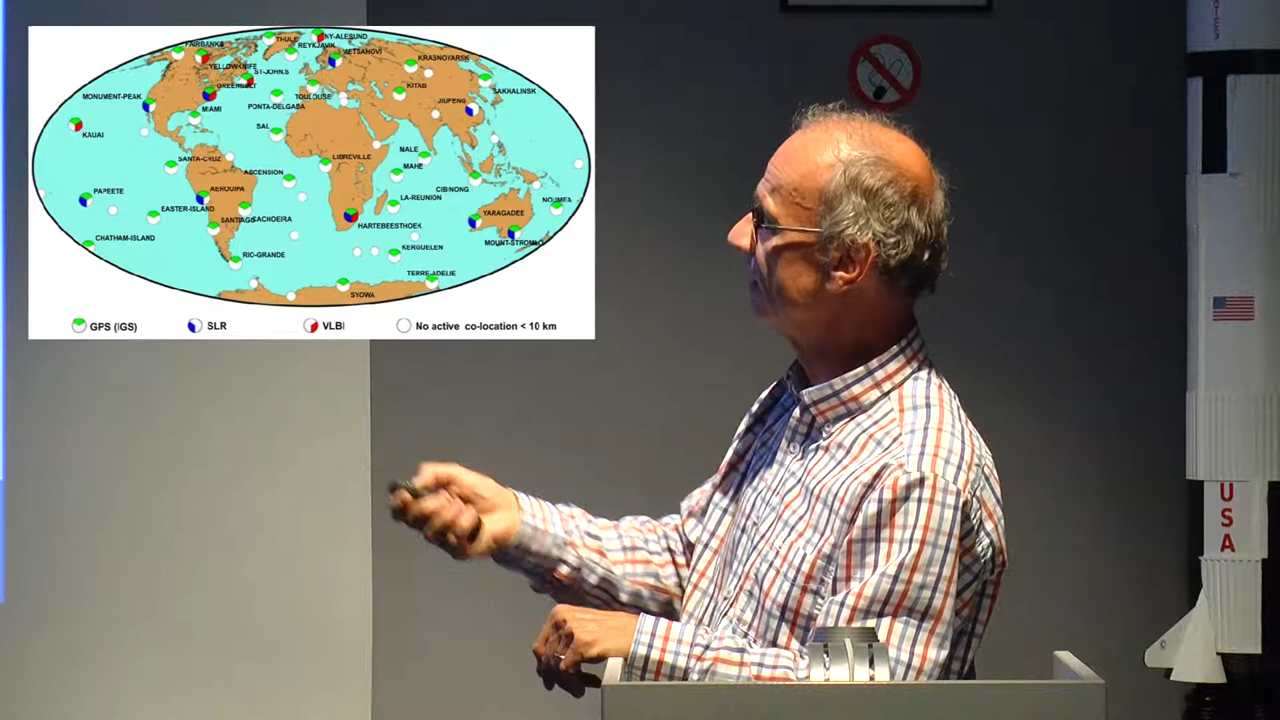 THULE
NY-ALESUND
FAIRBANKS
REYKJAVIK
METSAHOVI
KRASNOYARSK
YELLOWKNIFE
ST-JOHN,S
GREENBELT
KITAB
SAKHALINSK
MONUMENT-PEAK
TOULOUSE
JIUFENG
PONTA-DELGADA
MIAMI
SAL
KAUAI
MALE
SANTA-CRUZ
LIBREVILLE
MAHE
ASCENSION
AREQUIPA
CIBINONG
PAPEETE
LA-REUNION
NOUMEA
EASTER-ISLAND
CACHOEIRA
YARAGADEE
SANTIAGO
HARTEBEESTHOEK
CHATHAM-ISLAND
MOUNT-STROMLO
KERGUELEN
RIO-GRANDE
TERRE-ADELIE
SYOWA
GPS (IGS) SLR VLBI No active co-location < 10 km
U
S
A